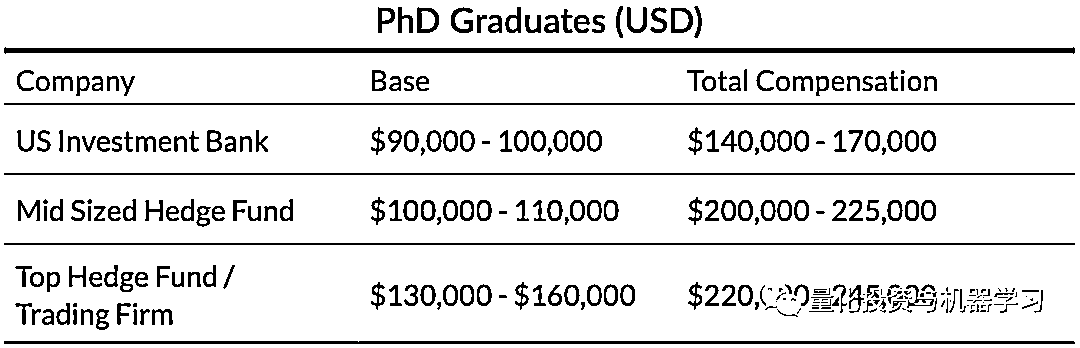 PhD Graduates (USD)
Company Base Total Compensation
US Investment Bank $90,000 - 100,000 $140,000 - 170,000
Mid Sized Hedge Fund $100,000 - 110,000 $200,000 - 225,000
Top Hedge Fund /
Trading Firm $130,000 - $160,000
量化投资与机器学习